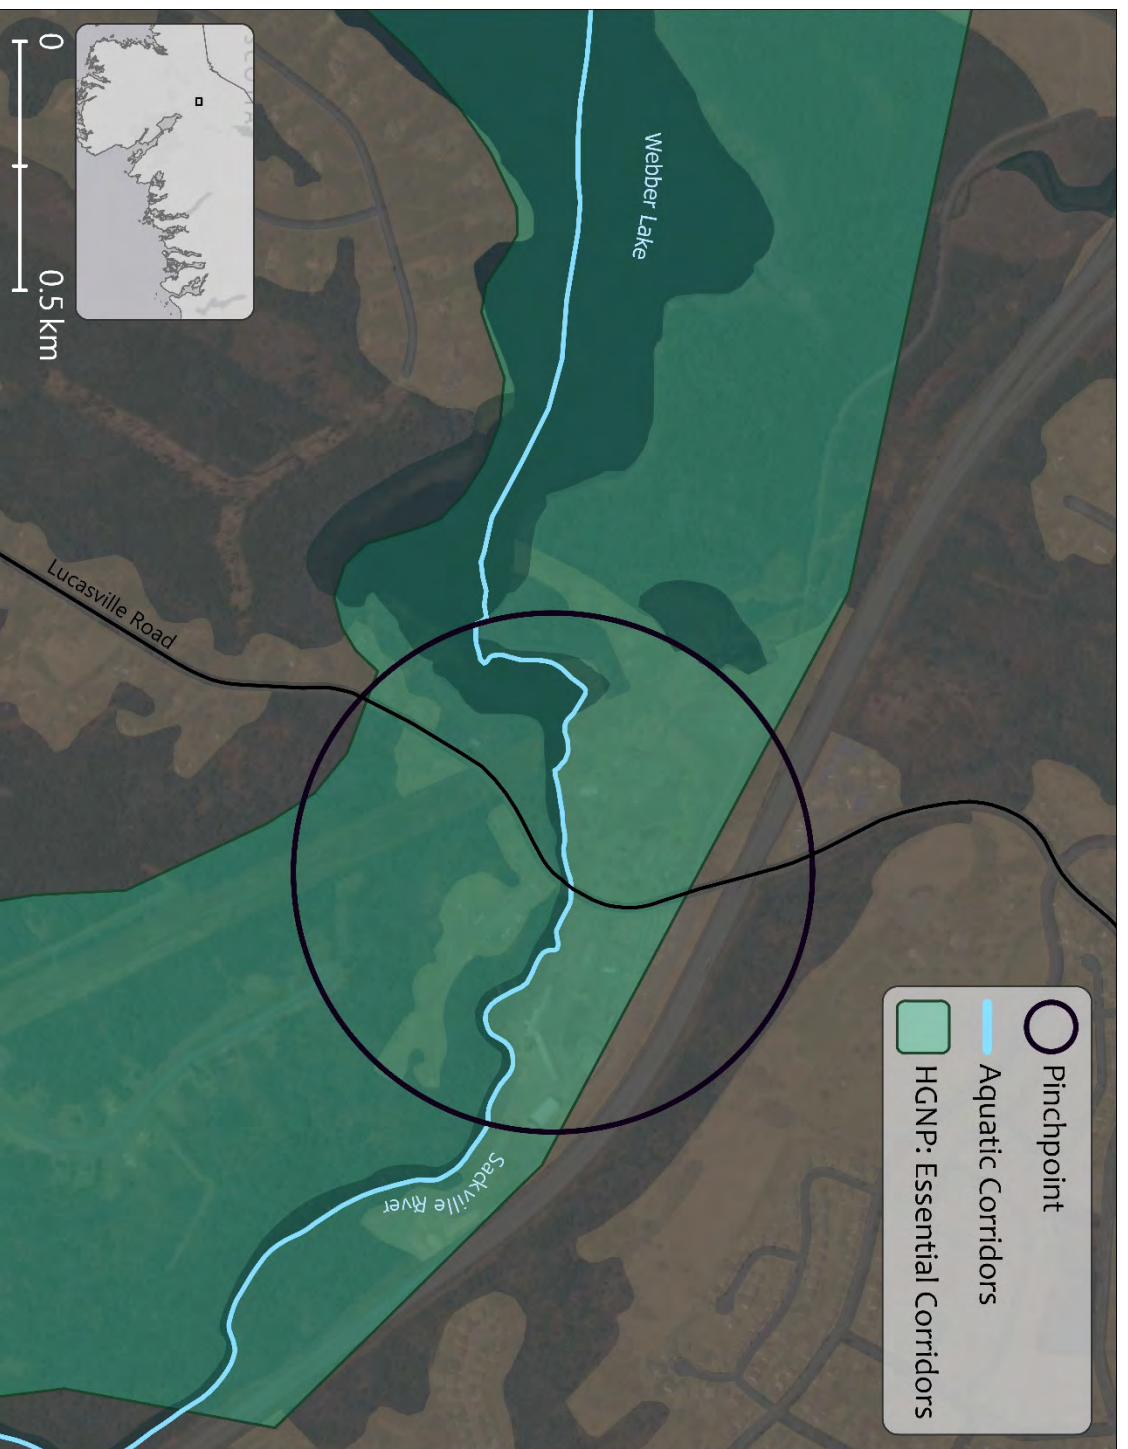 Webber Lake
Lucasville Road
Sackville River
Pinchpoint
Aquatic Corridors
HGNP: Essential Corridors
0
0.5 km